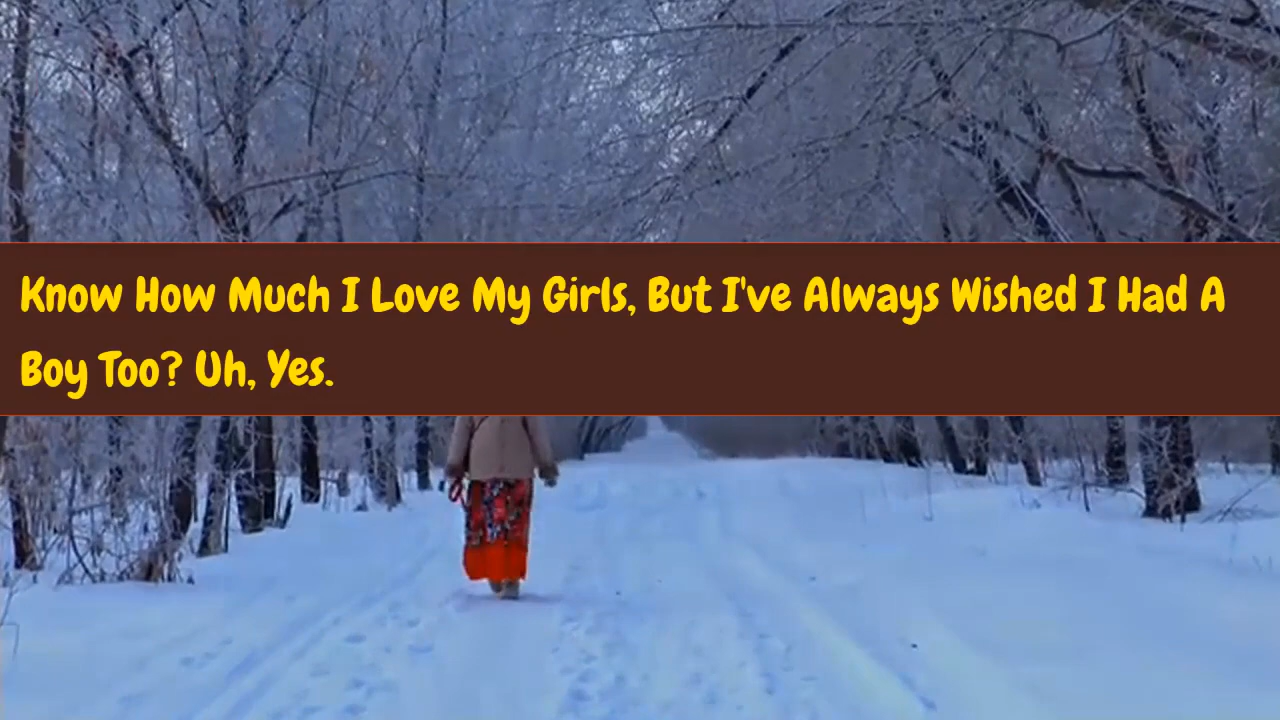 Know How Much I Love My Girls, But I've Always Wished I Had A
Boy Too? Uh, Yes.